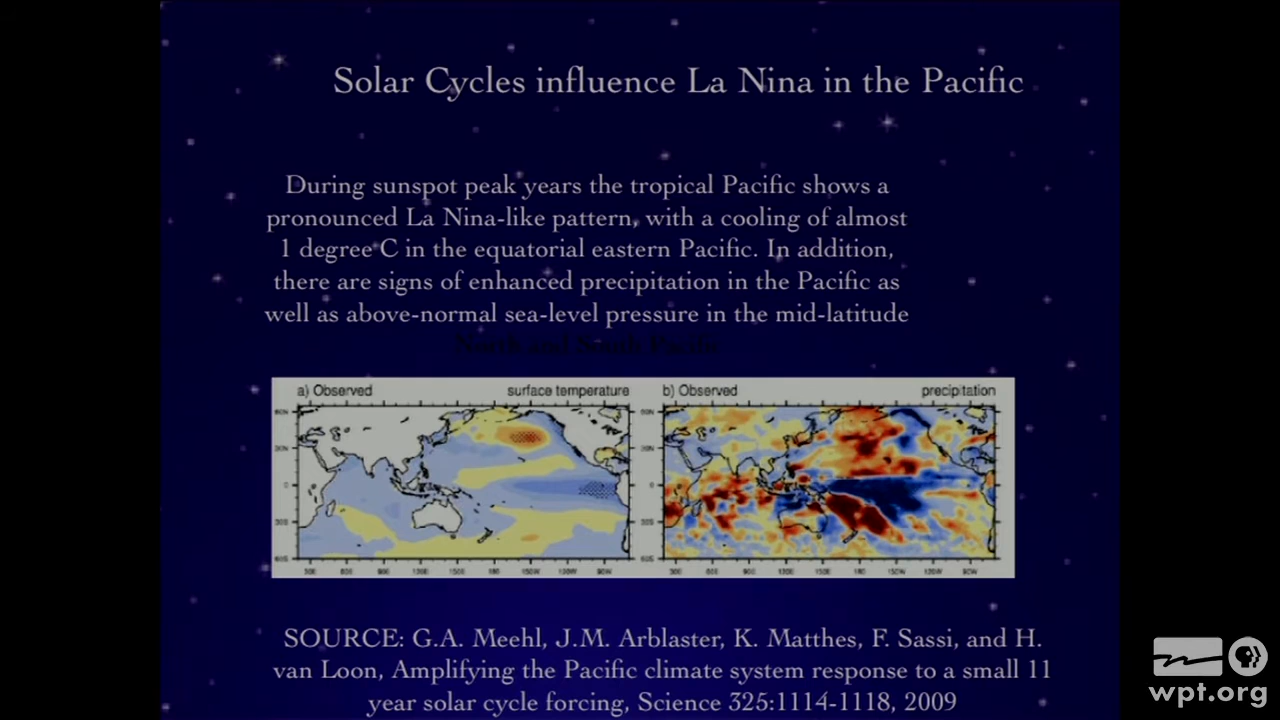 Solar Cycles influence La Nina in the Pacific
During sunspot peak years the tropical Pacific shows a
pronounced La Nina-like pattern, with a cooling of almost
1 degree C in the equatorial eastern Pacific. In addition,
there are signs of enhanced precipitation in the Pacific as
well as above-normal sea-level pressure in the mid-latitude
North and South Pacific
a) Observed surface temperature
b) Observed precipitation
SOURCE: G.A. Meehl, J.M. Arblaster, K. Matthes, F. Sassi, and H.
van Loon, Amplifying the Pacific climate system response to a small 11
year solar cycle forcing, Science 325:1114-1118, 2009
wpt.org